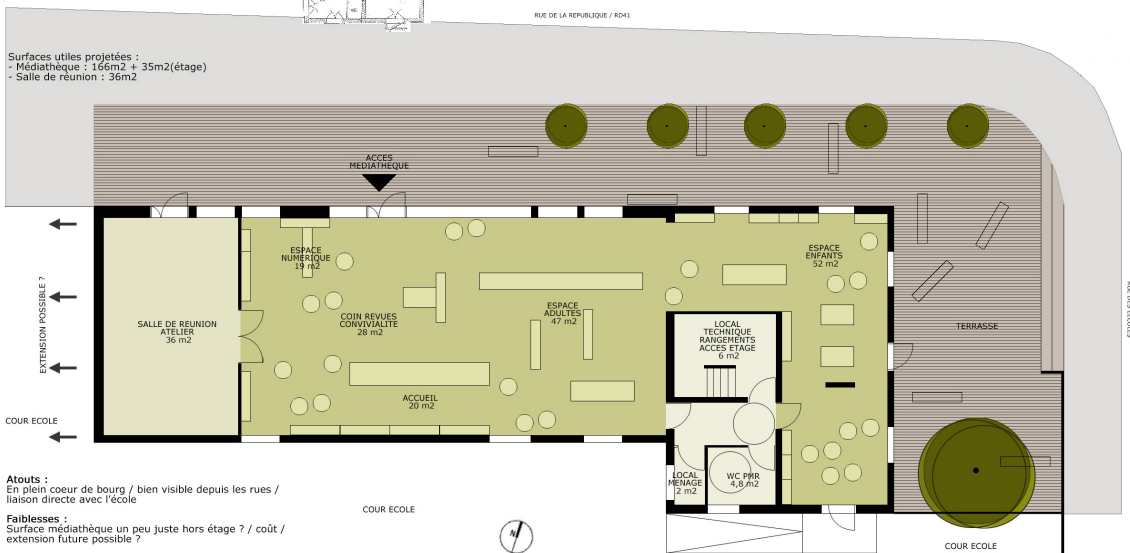 RUE DE LA REPUBLIQUE / RD41
Surfaces utiles projetées :
- Médiathèque : 166m2 + 35m2(étage)
- Salle de réunion : 36m2
ACCES
MEDIATHEQUE
ESPACE
NUMERIQUE
19 m2
ESPACE
ENFANTS
52 m2
EXTENSION POSSIBLE ?
SALLE DE REUNION
ATELIER
36 m2
COIN REVUES
CONVIVIALITE
28 m2
ESPACE
ADULTES
47 m2
LOCAL
TECHNIQUE
RANGEMENTS
ACCES ETAGE
6 m2
TERRASSE
RUE DES ECOLES
ACCUEIL
20 m2
COUR ECOLE
LOCAL
MENAGE
2 m2
WC PMR
4,8 m2
Atouts :
En plein coeur de bourg / bien visible depuis les rues /
liaison directe avec l'école
Faiblesses :
Surface médiathèque un peu juste hors étage ? / coût /
extension future possible ?
COUR ECOLE
N
COUR ECOLE